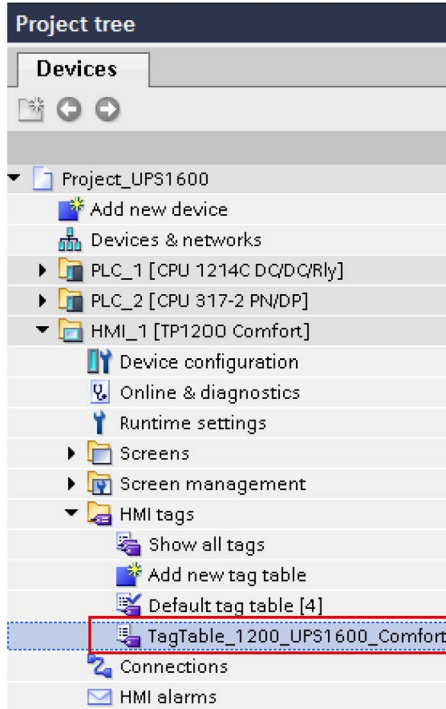 Project tree
Devices
Project_UPS1600
Add new device
Devices & networks
PLC_1 [CPU 1214C DC/DC/Rly]
PLC_2 [CPU 317-2 PN/DP]
HMI_1 [TP1200 Comfort]
Device configuration
Online & diagnostics
Runtime settings
Screens
Screen management
HMI tags
Show all tags
Add new tag table
Default tag table [4]
TagTable_1200_UPS1600_Comfort
Connections
HMI alarms